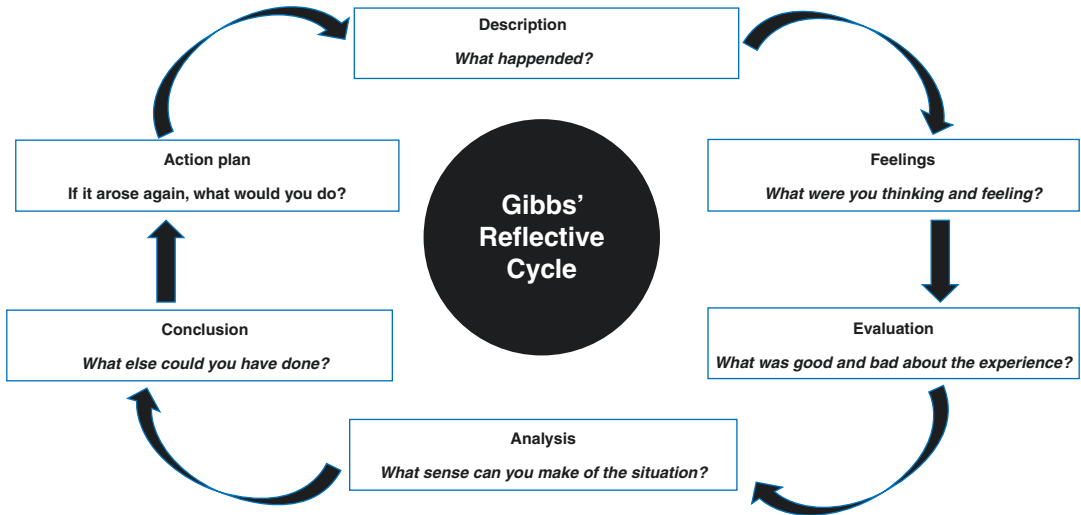 Description
What happended?
Feelings
What were you thinking and feeling?
Evaluation
What was good and bad about the experience?
Analysis
What sense can you make of the situation?
Conclusion
What else could you have done?
Action plan
If it arose again, what would you do?
Gibbs’
Reflective
Cycle